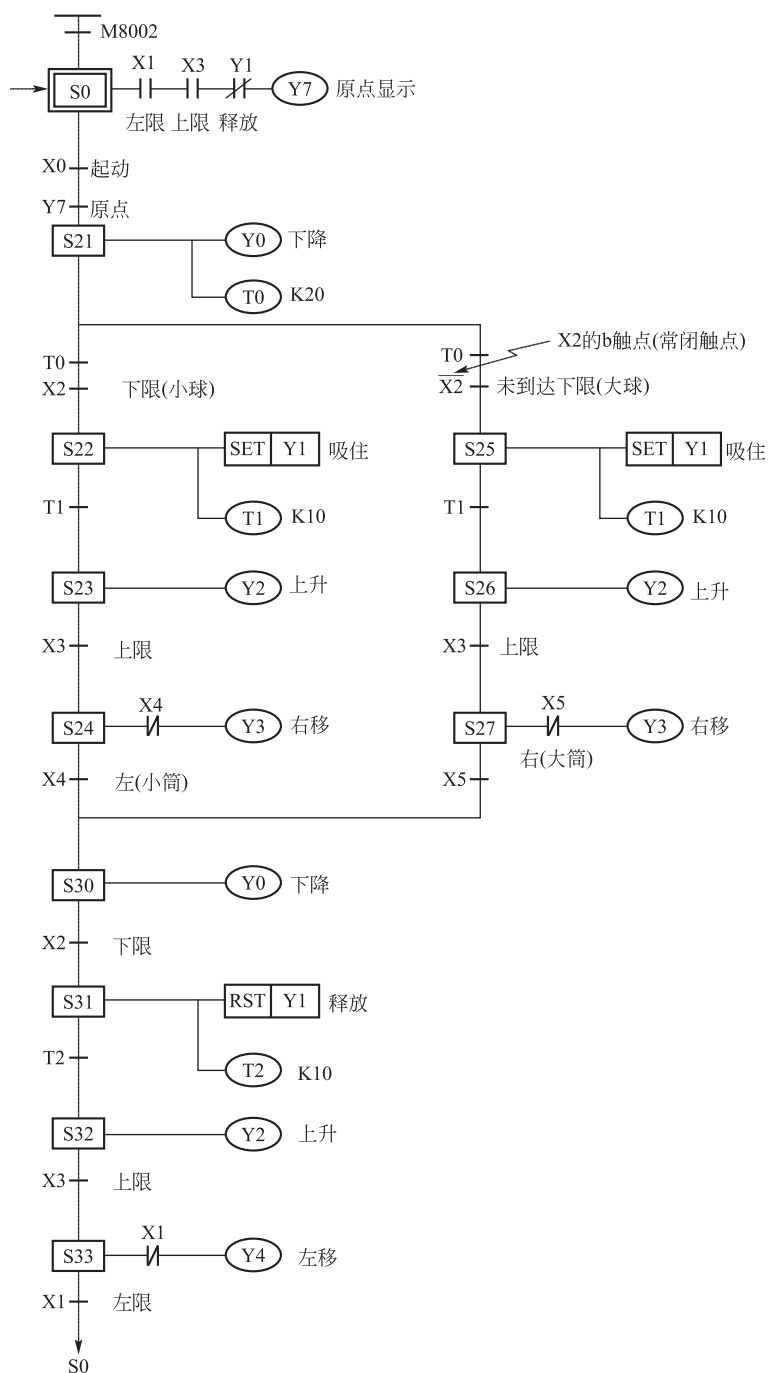 M8002
X1 X3 Y1
S0 Y7 原点显示
左限 上限 释放
X0 起动
Y7 原点
S21 Y0 下降
T0 K20
X2的b触点(常闭触点)
T0 T0
X2 下限(小球) X2 未到达下限(大球)
S22 SET Y1 吸住 S25 SET Y1 吸住
T1 T1
T1 K10 T1 K10
S23 Y2 上升 S26 Y2 上升
X3 上限 X3 上限
X4 X5
S24 Y3 右移 S27 Y3 右移
右(大筒)
X4 左(小筒) X5
S30 Y0 下降
X2 下限
S31 RST Y1 释放
T2
T2 K10
S32 Y2 上升
X3 上限
X1
S33 Y4 左移
X1 左限
S0